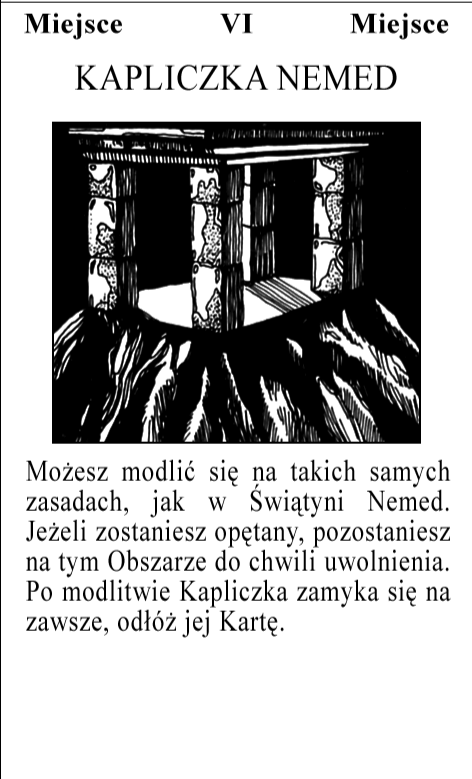 Miejsce VI Miejsce
KAPLICZKA NEMED
Możesz modlić się na takich samych
zasadach, jak w Świątyni Nemed.
Jeżeli zostaniesz opętany, pozostaniesz
na tym Obszarze do chwili uwolnienia.
Po modlitwie Kapliczka zamyka się na
zawsze, odłóż jej Kartę.